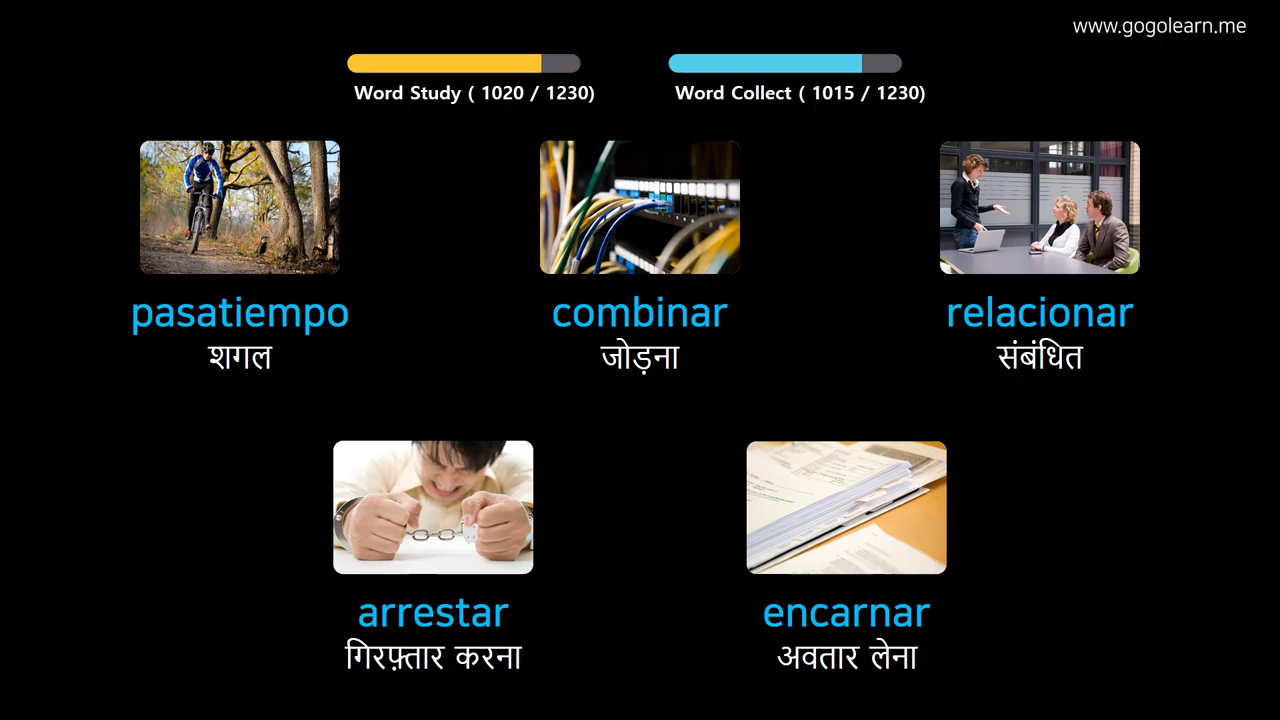 www.gogolearn.me
Word Study ( 1020 / 1230)
Word Collect ( 1015 / 1230)
pasatiempo
शगल
combinar
जोड़ना
relacionar
संबंधित
arrestar
गिरफ़्तार करना
encarnar
अवतार लेना